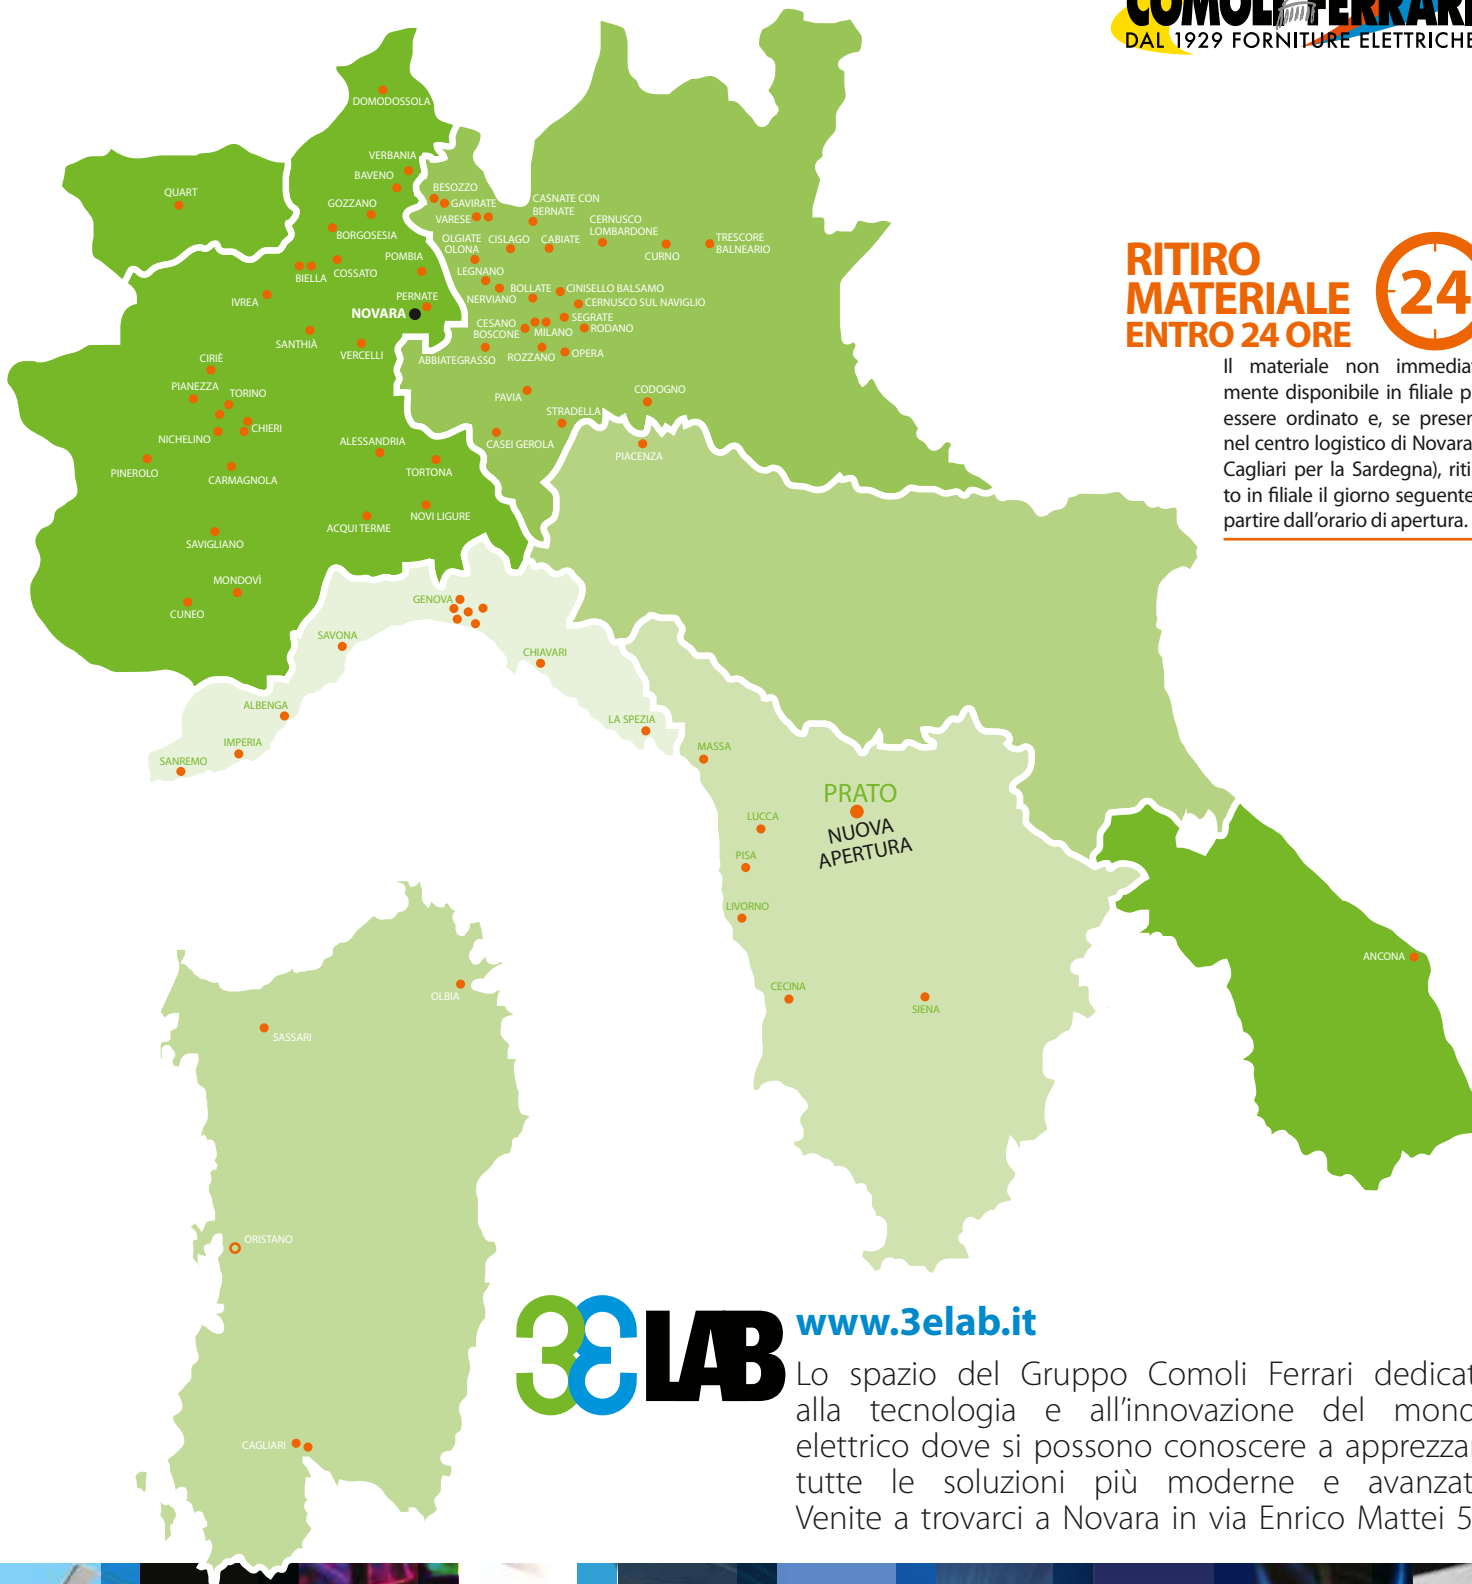 COMOLI FERRARI
DAL 1929 FORNITURE ELETTRICHE
DOMODOSSOLA
VERBANIA
BAVENO
QUART
GOZZANO
BORGOSESIA
BIELLA
COSSATO
POMBIA
IVREA
PERNATE
NOVARA
SANTHIÀ
VERCELLI
CIRIÈ
PIANEZZA
TORINO
NICHELINO
CHIERI
PINEROLO
CARMAGNOLA
ALESSANDRIA
TORTONA
ACQUI TERME
NOVI LIGURE
SAVIGLIANO
MONDOVÌ
CUNEO
BESOZZO
GAVIRATE
VARESE
CASNATE CON
BERNATE
CERNUSCO
LOMBARDONE
OLGIATE
OLONA
CISLAGO
CABIATE
CURNO
TRESCORE
BALNEARIO
LEGNANO
NERVIANO
BOLLATE
CINISELLO BALSAMO
CERNUSCO SUL NAVIGLIO
SEGRATE
CESANO
BOSCONE
MILANO
RODANO
ABBIATEGRASSO
ROZZANO
OPERA
PAVIA
CODOGNO
STRADELLA
CASEI GEROLA
PIACENZA
RITIRO
MATERIALE
ENTRO 24 ORE
24
Il materiale non immediat
mente disponibile in filiale p
essere ordinato e, se presen
nel centro logistico di Novara
Cagliari per la Sardegna), riti
to in filiale il giorno seguente
partire dall'orario di apertura.
GENOVA
SAVONA
CHIAVARI
ALBENGA
LA SPEZIA
IMPERIA
SANREMO
MASSA
PRATO
NUOVA
APERTURA
LUCCA
PISA
LIVORNO
CECINA
SIENA
ANCONA
OLBIA
SASSARI
ORISTANO
CAGLIARI
3ELAB
www.3elab.it
Lo spazio del Gruppo Comoli Ferrari dedicat
alla tecnologia e all'innovazione del mond
elettrico dove si possono conoscere a apprezzar
tutte le soluzioni più moderne e avanzat
Venite a trovarci a Novara in via Enrico Mattei 5